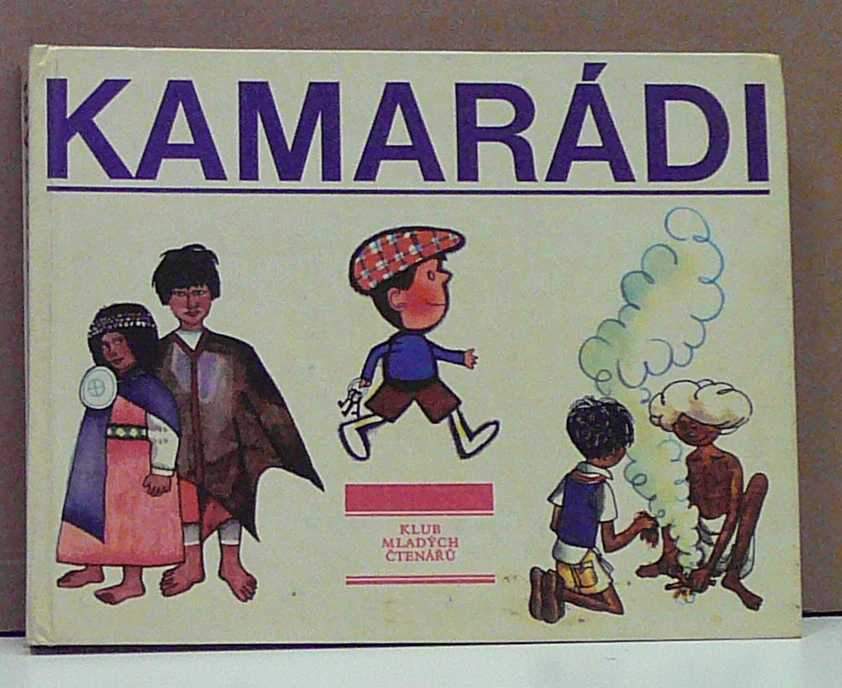 KAMARÁDI
KLUB
MLADÝCH
ČTENÁŘŮ